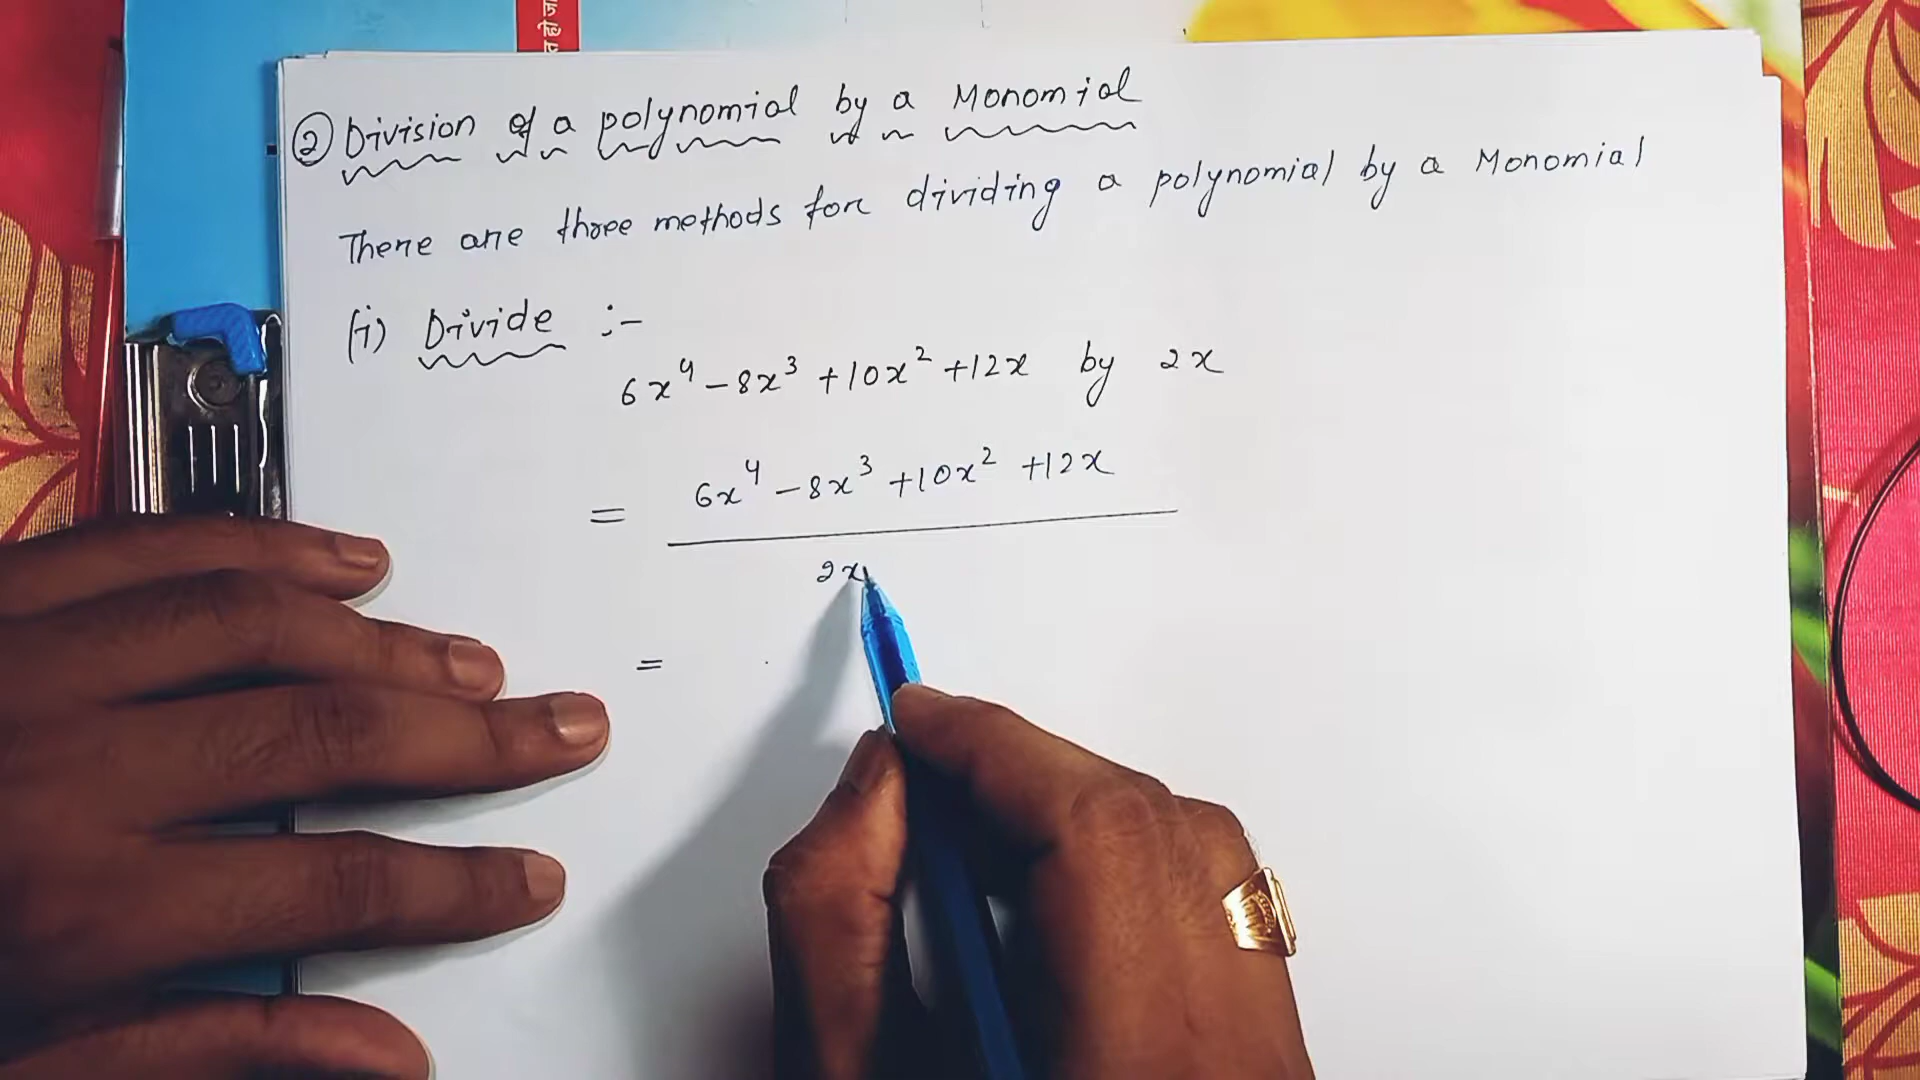 त हो जा
② Division of a polynomial by a Monomial
There are three methods for dividing a polynomial by a Monomial
(i) Divide :-
6x⁴ - 8x³ + 10x² + 12x by 2x
= 6x⁴ - 8x³ + 10x² + 12x
2x
=